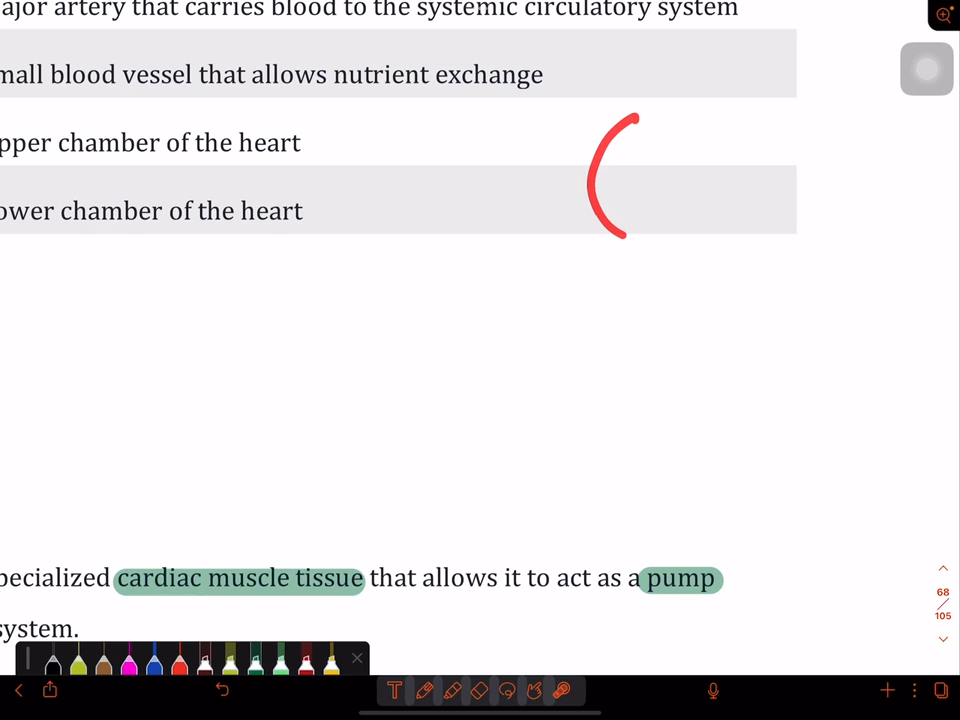 ajor artery that carries blood to the systemic circulatory system
mall blood vessel that allows nutrient exchange
pper chamber of the heart
ower chamber of the heart
pecialized cardiac muscle tissue that allows it to act as a pump
system.
68
105